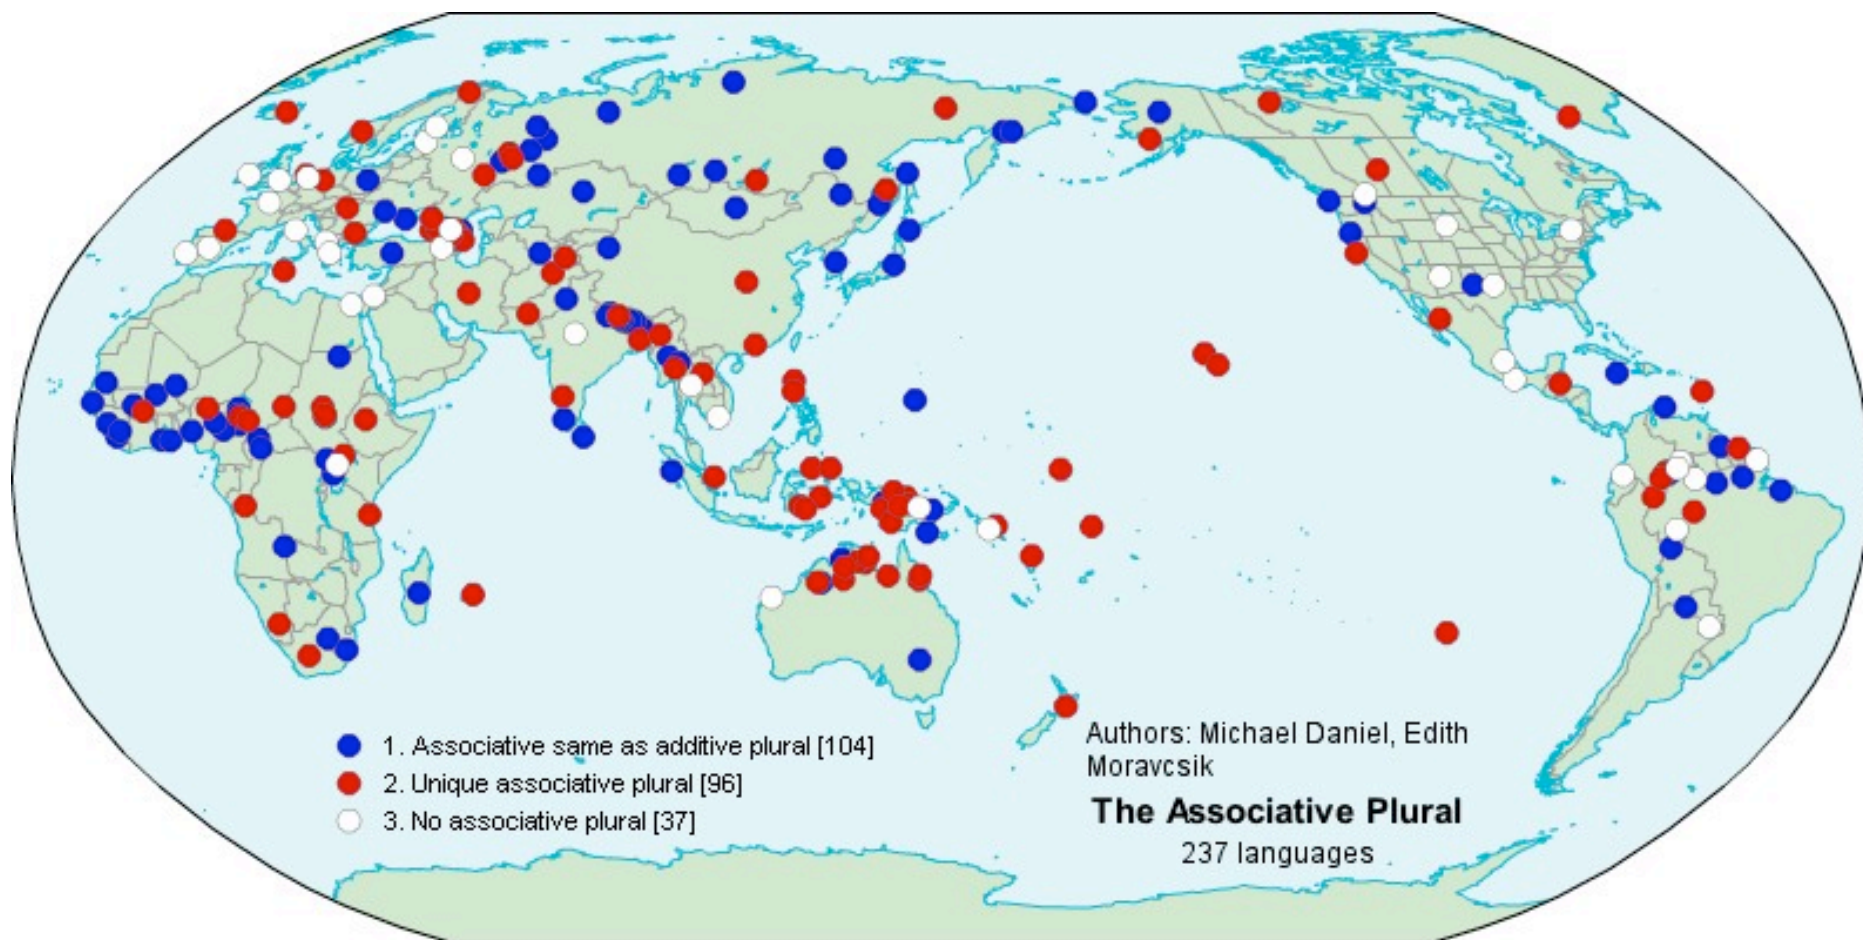 1. Associative same as additive plural [104]
2. Unique associative plural [96]
3. No associative plural [37]
Authors: Michael Daniel, Edith
Moravcsik
The Associative Plural
237 languages